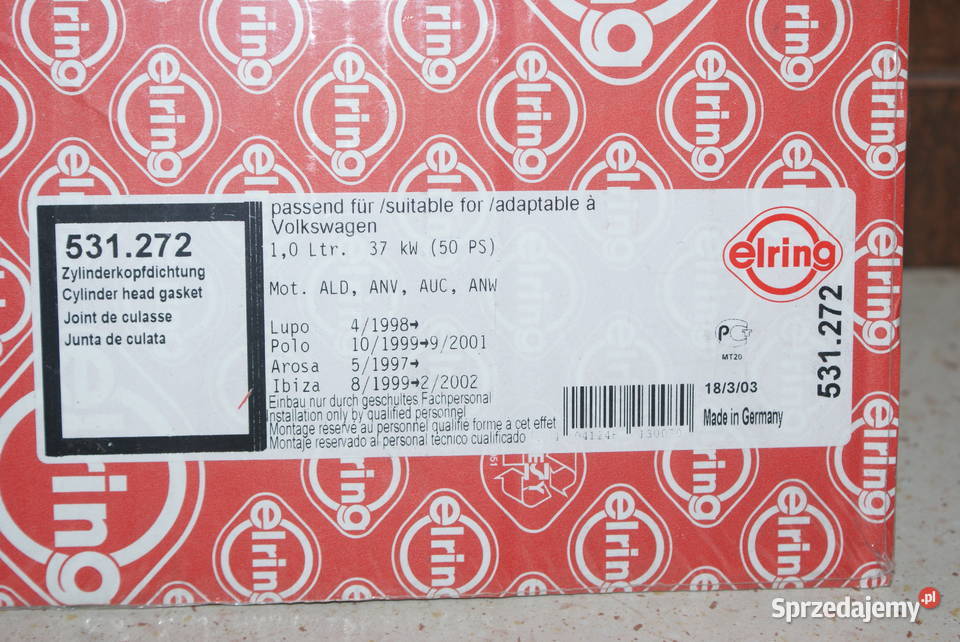 elring
531.272
Zylinderkopfdichtung
Cylinder head gasket
Joint de culasse
Junta de culata
passend für /suitable for /adaptable à
Volkswagen
1,0 Ltr. 37 kW (50 PS)
Mot. ALD, ANV, AUC, ANW
Lupo 4/1998→
Polo 10/1999→9/2001
Arosa 5/1997→
Ibiza 8/1999→2/2002
Einbau nur durch geschultes Fachpersonal
Installation only by qualified personnel
Montage réservé au personnel qualifié forme à cet effet
Montaje reservado al personal técnico cualificado
elring
MT20
18/3/03
Made in Germany
531.272
Sprzedajemy.pl